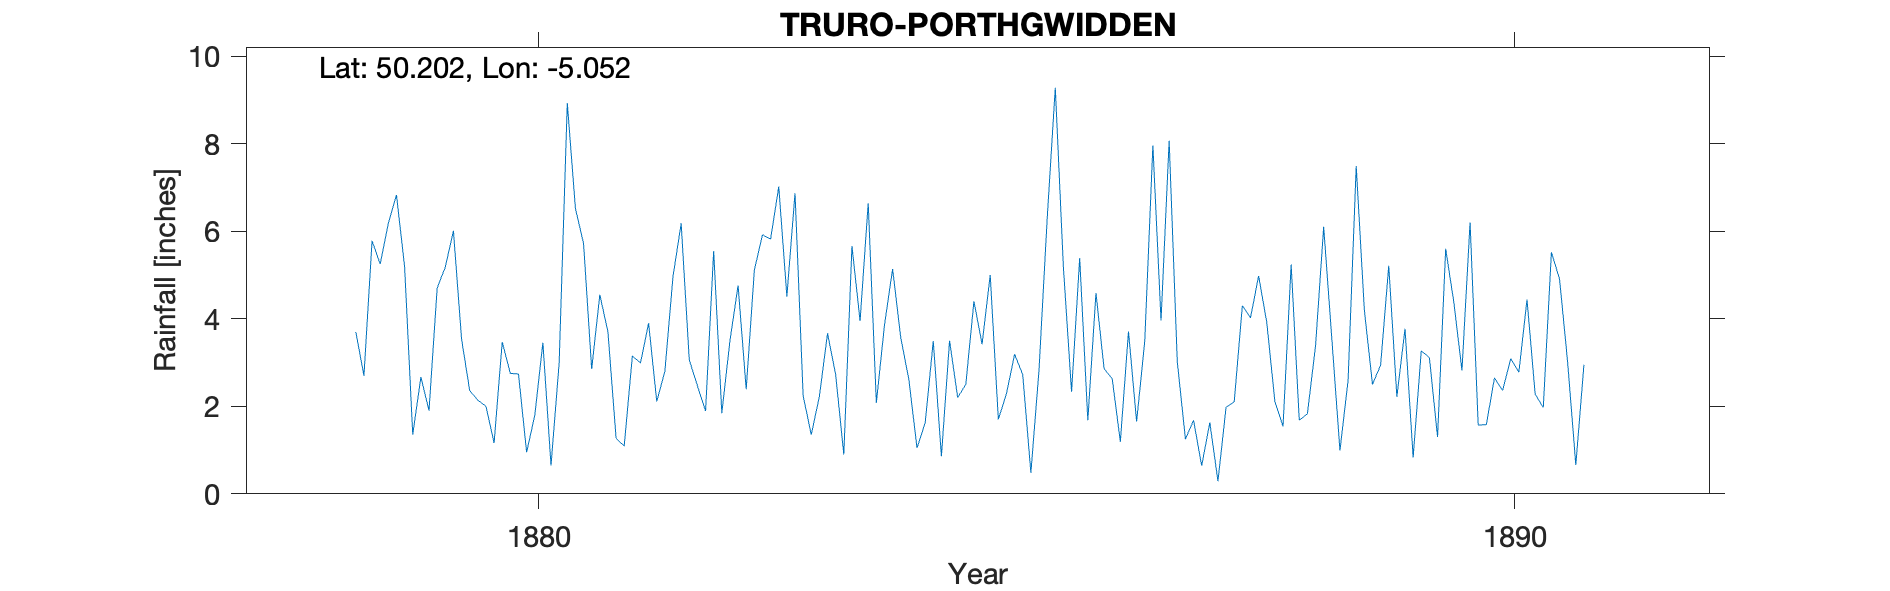 TRURO-PORTHGWIDDEN
Lat: 50.202, Lon: -5.052
Rainfall [inches]
10
8
6
4
2
0
1880
1890
Year